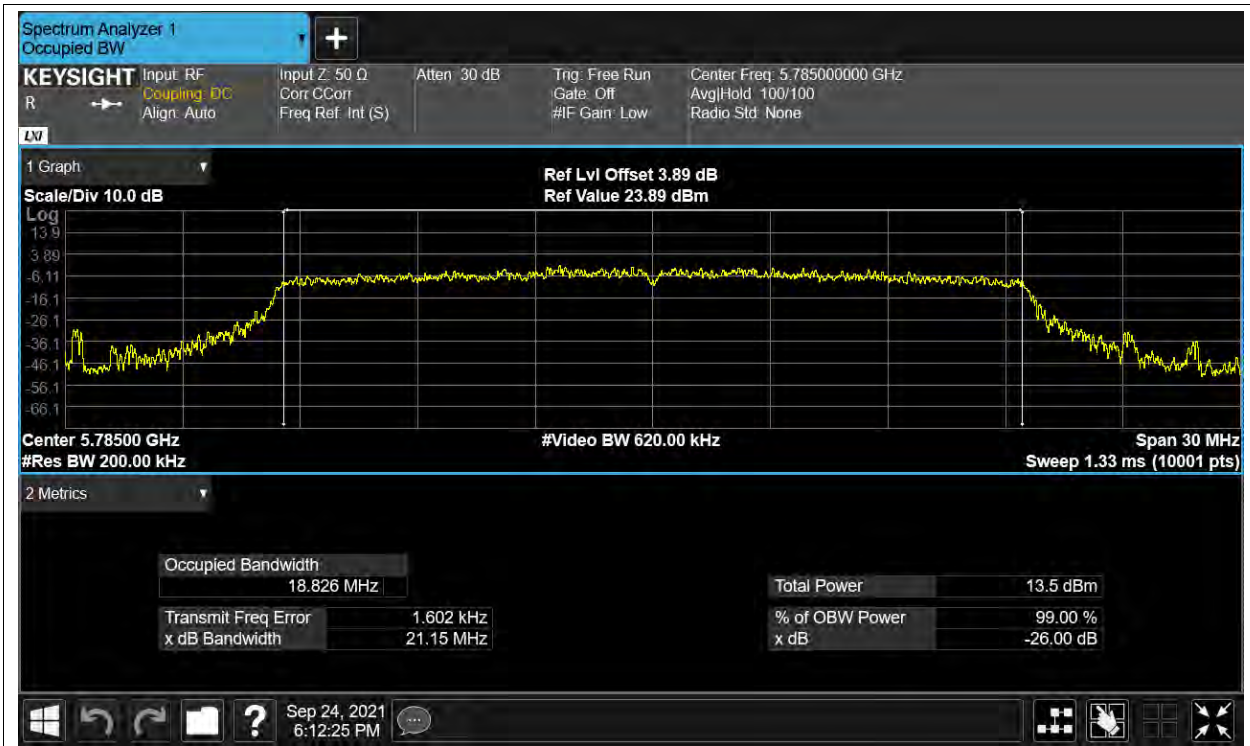 Spectrum Analyzer 1
Occupied BW
KEYSIGHT
R
LXI
Input: RF
Coupling: DC
Align: Auto
Input Z: 50 Ω
Corr CCorr
Freq Ref: Int (S)
Atten: 30 dB
Trig: Free Run
Gate: Off
#IF Gain: Low
Center Freq: 5.785000000 GHz
Avg|Hold: 100/100
Radio Std: None
1 Graph
Scale/Div 10.0 dB
Ref Lvl Offset 3.89 dB
Ref Value 23.89 dBm
Log
13.9
3.89
-6.11
-16.1
-26.1
-36.1
-46.1
-56.1
-66.1
Center 5.78500 GHz
#Res BW 200.00 kHz
#Video BW 620.00 kHz
Span 30 MHz
Sweep 1.33 ms (10001 pts)
2 Metrics
Occupied Bandwidth
18.826 MHz
Transmit Freq Error 1.602 kHz
x dB Bandwidth 21.15 MHz
Total Power 13.5 dBm
% of OBW Power 99.00 %
x dB -26.00 dB
?
Sep 24, 2021
6:12:25 PM